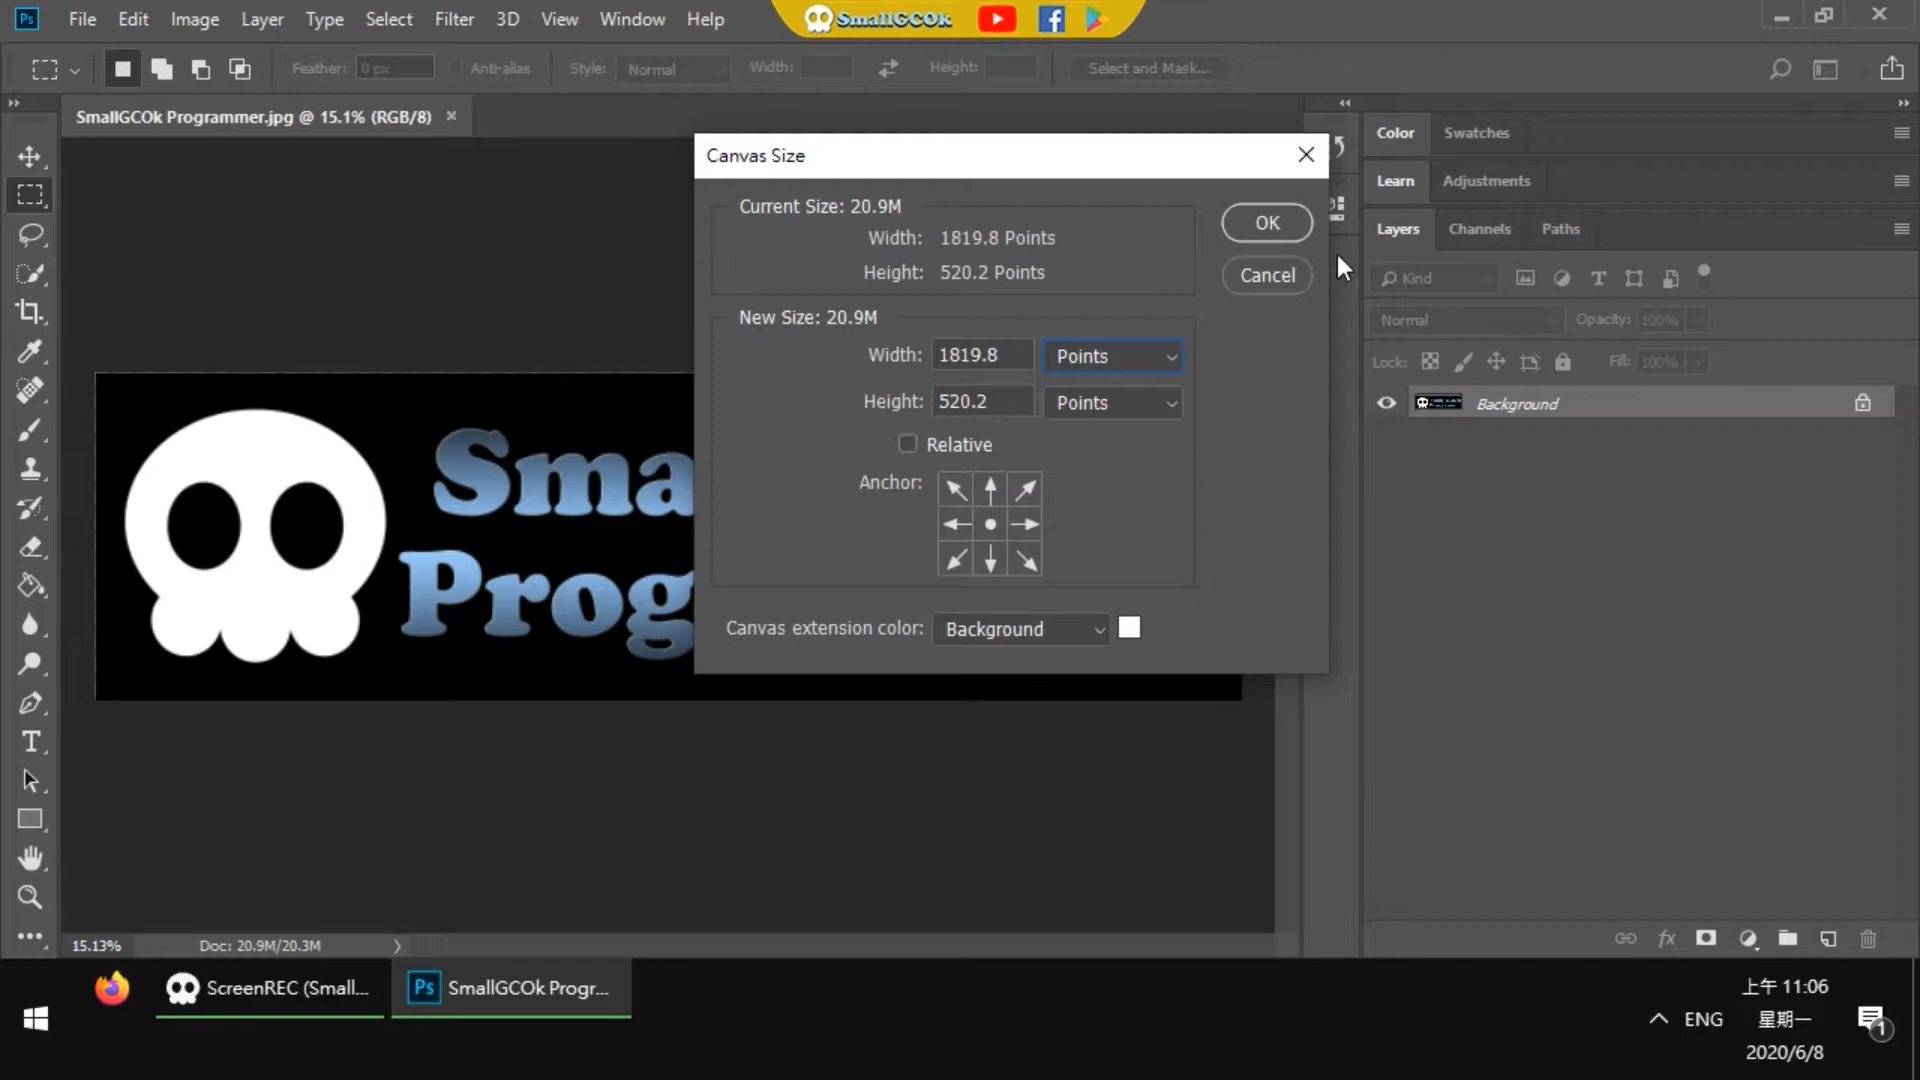 Ps File Edit Image Layer Type Select Filter 3D View Window Help SmallGCOk
Feather: 0 px Anti-alias Style: Normal Width: Height: Select and Mask...
SmallGCOk Programmer.jpg @ 15.1% (RGB/8)
Canvas Size
Current Size: 20.9M
Width: 1819.8 Points
Height: 520.2 Points
OK
Cancel
New Size: 20.9M
Width: 1819.8 Points
Height: 520.2 Points
Relative
Anchor:
Canvas extension color: Background
Sma
Prog
Color Swatches
Learn Adjustments
Layers Channels Paths
Kind
Normal Opacity: 100%
Lock: Fill: 100%
Background
fx
15.13% Doc: 20.9M/20.3M
ScreenREC (Small...
Ps SmallGCOk Progr...
ENG
上午 11:06
星期一
2020/6/8
1